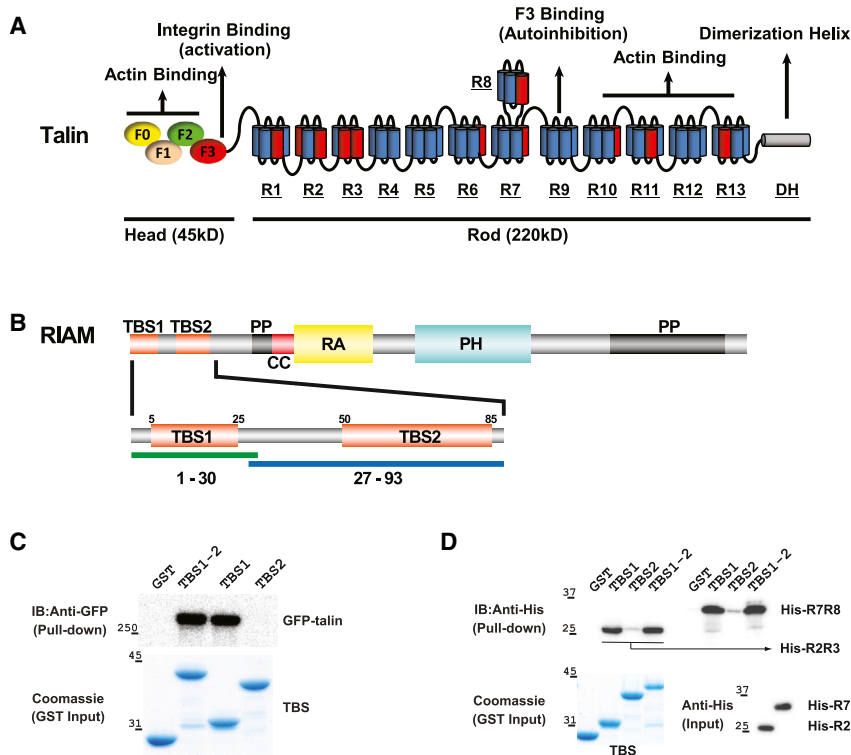 A
Integrin Binding
(activation)
F3 Binding
(Autoinhibition)
Dimerization Helix
Actin Binding
R8
Actin Binding
Talin
F0
F1
F2
F3
R1 R2 R3 R4 R5 R6 R7 R9 R10 R11 R12 R13 DH
Head (45kD)
Rod (220kD)
B
RIAM
TBS1 TBS2 PP CC RA PH PP
5 25 50 85
TBS1 TBS2
1 - 30
27 - 93
C
GST TBS1-2 TBS1 TBS2
IB:Anti-GFP
(Pull-down)
250
GFP-talin
45
Coomassie
(GST Input)
31
TBS
D
GST TBS1 TBS2 TBS1-2
GST TBS1 TBS2 TBS1-2
37
IB:Anti-His
(Pull-down)
25
His-R7R8
His-R2R3
45
Coomassie
(GST Input)
31
TBS
Anti-His
(Input)
37
25
His-R7
His-R2